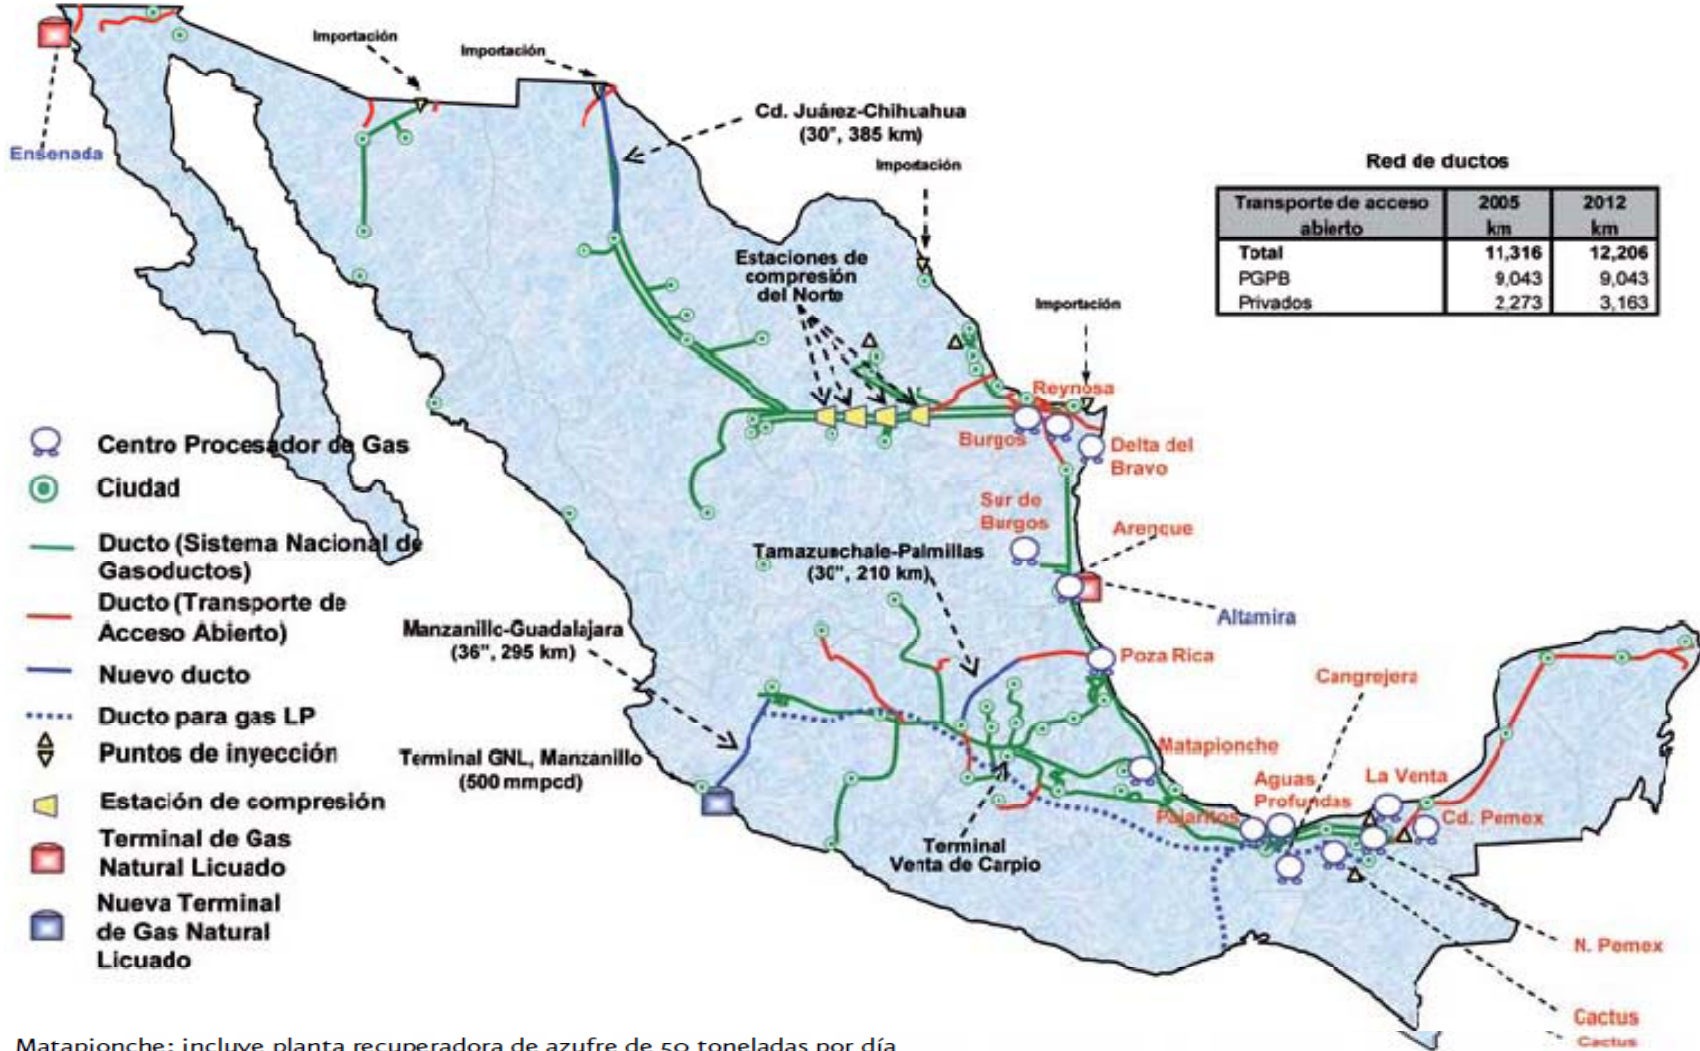 Importación
Importación
Cd. Juárez-Chihuahua
(30", 385 km)
Importación
Ensenada
Red de ductos
Transporte de acceso abierto 2005 km 2012 km
Total 11,316 12,206
PGPB 9,043 9,043
Privados 2,273 3,163
Estaciones de
compresión
del Norte
Importación
Reynosa
Burgos
Delta del
Bravo
Sur de
Burgos
Arenque
Altamira
Tamazunchale-Palmillas
(30", 210 km)
Manzanillo-Guadalajara
(36", 295 km)
Poza Rica
Cangrejera
Terminal GNL, Manzanillo
(500 mmpcd)
Matapionche
Aguas
Profundas
La Venta
Pajaritos
Cd. Pemex
Terminal
Venta de Carpio
N. Pemex
Cactus
Cactus
Centro Procesador de Gas
Ciudad
Ducto (Sistema Nacional de
Gasoductos)
Ducto (Transporte de
Acceso Abierto)
Nuevo ducto
Ducto para gas LP
Puntos de inyección
Estación de compresión
Terminal de Gas
Natural Licuado
Nueva Terminal
de Gas Natural
Licuado
Matapionche: incluye planta recuperadora de azufre de 50 toneladas por día